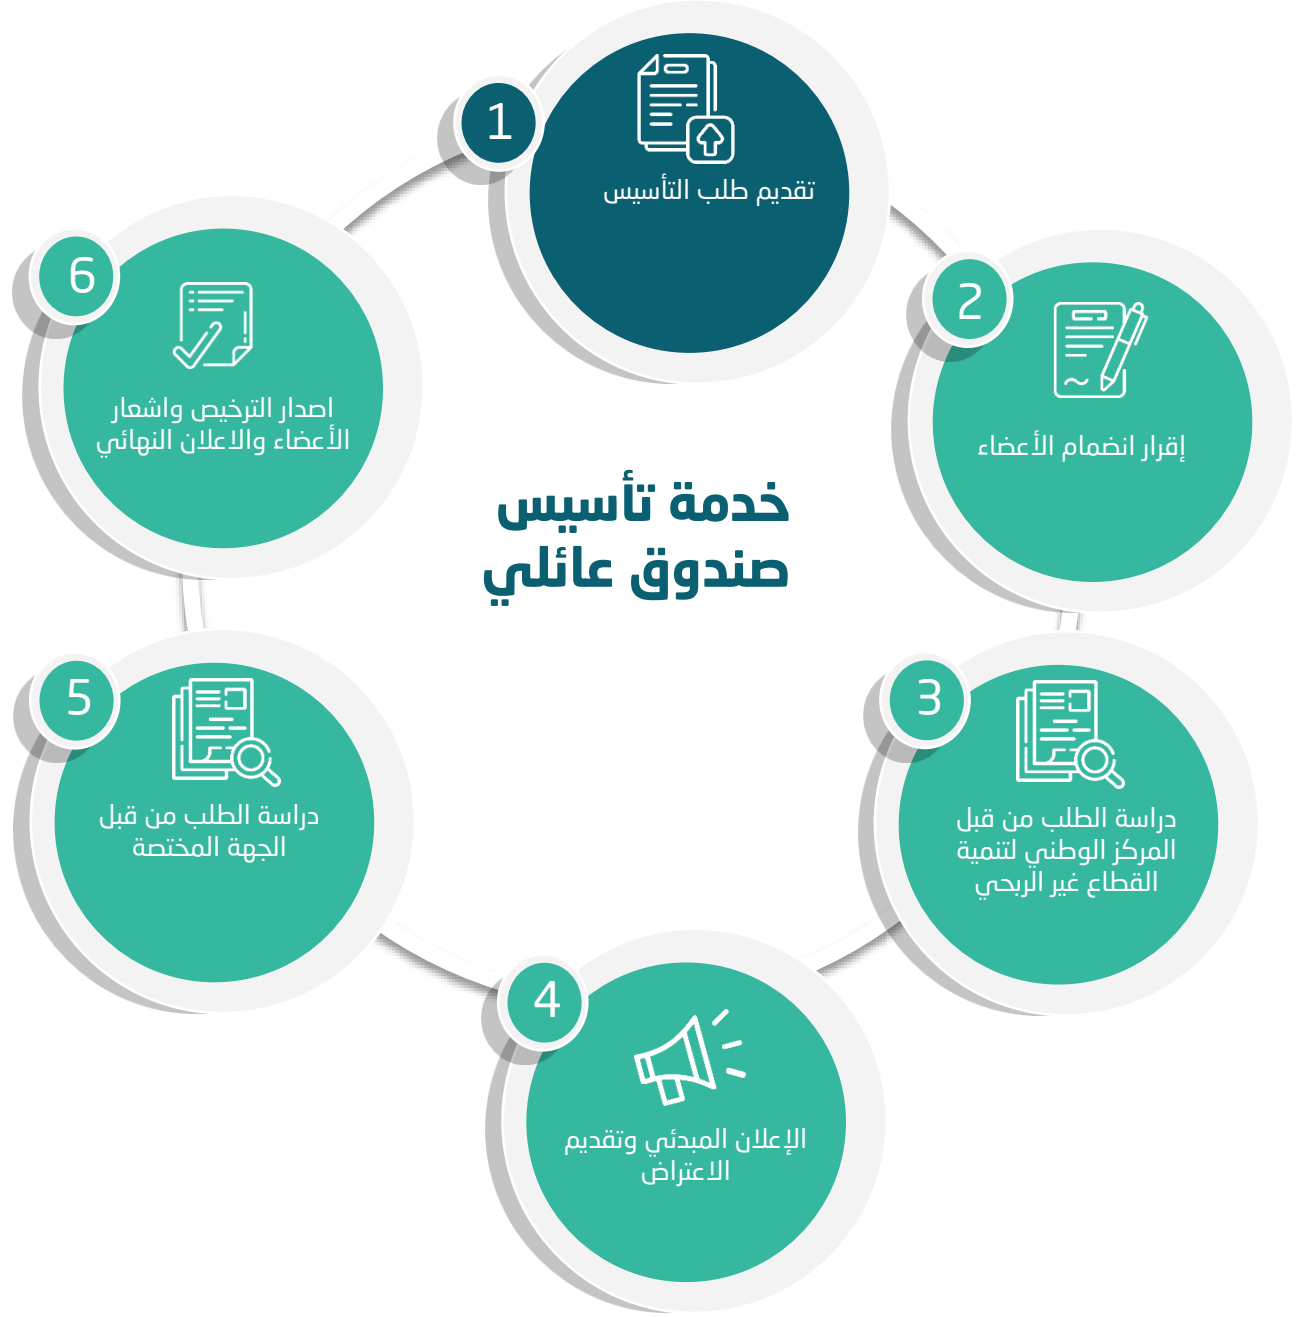 خدمة تأسيس
صندوق عائلي
1
تقديم طلب التأسيس
2
إقرار انضمام الأعضاء
3
دراسة الطلب من قبل
المركز الوطني لتنمية
القطاع غير الربحي
4
الإعلان المبدئي وتقديم
الاعتراض
5
دراسة الطلب من قبل
الجهة المختصة
6
اصدار الترخيص واشعار
الأعضاء والاعلان النهائي